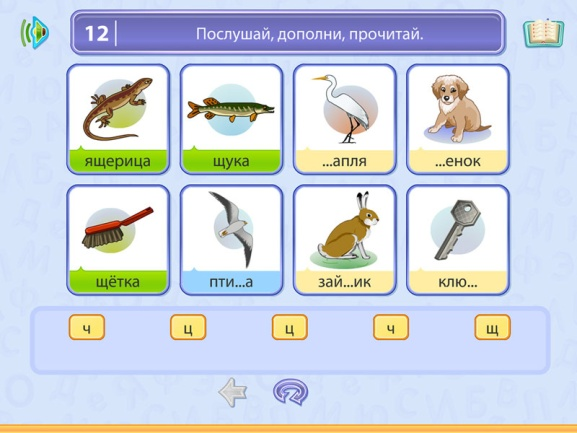 12 Послушай, дополни, прочитай.
ящерица щука ...апля ...енок
щётка пти...а зай...ик клю...
ч ц ц ч щ